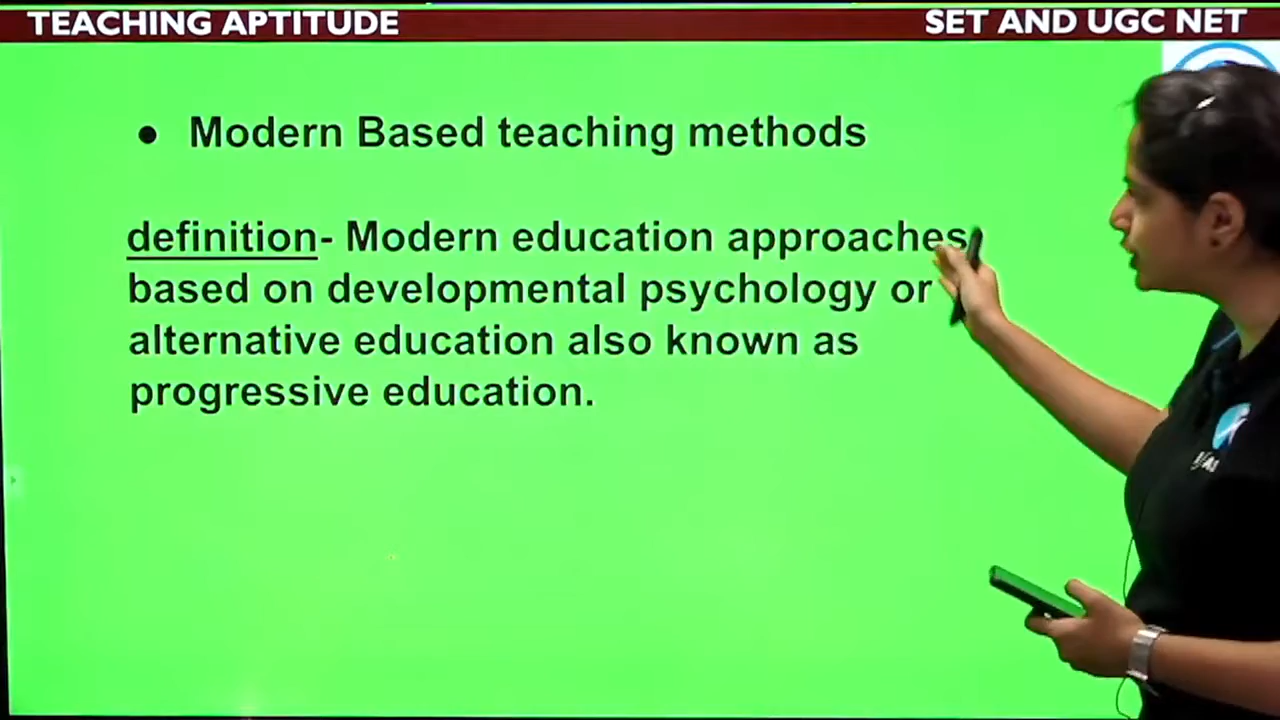 TEACHING APTITUDE
SET AND UGC NET
● Modern Based teaching methods
definition- Modern education approaches
based on developmental psychology or
alternative education also known as
progressive education.